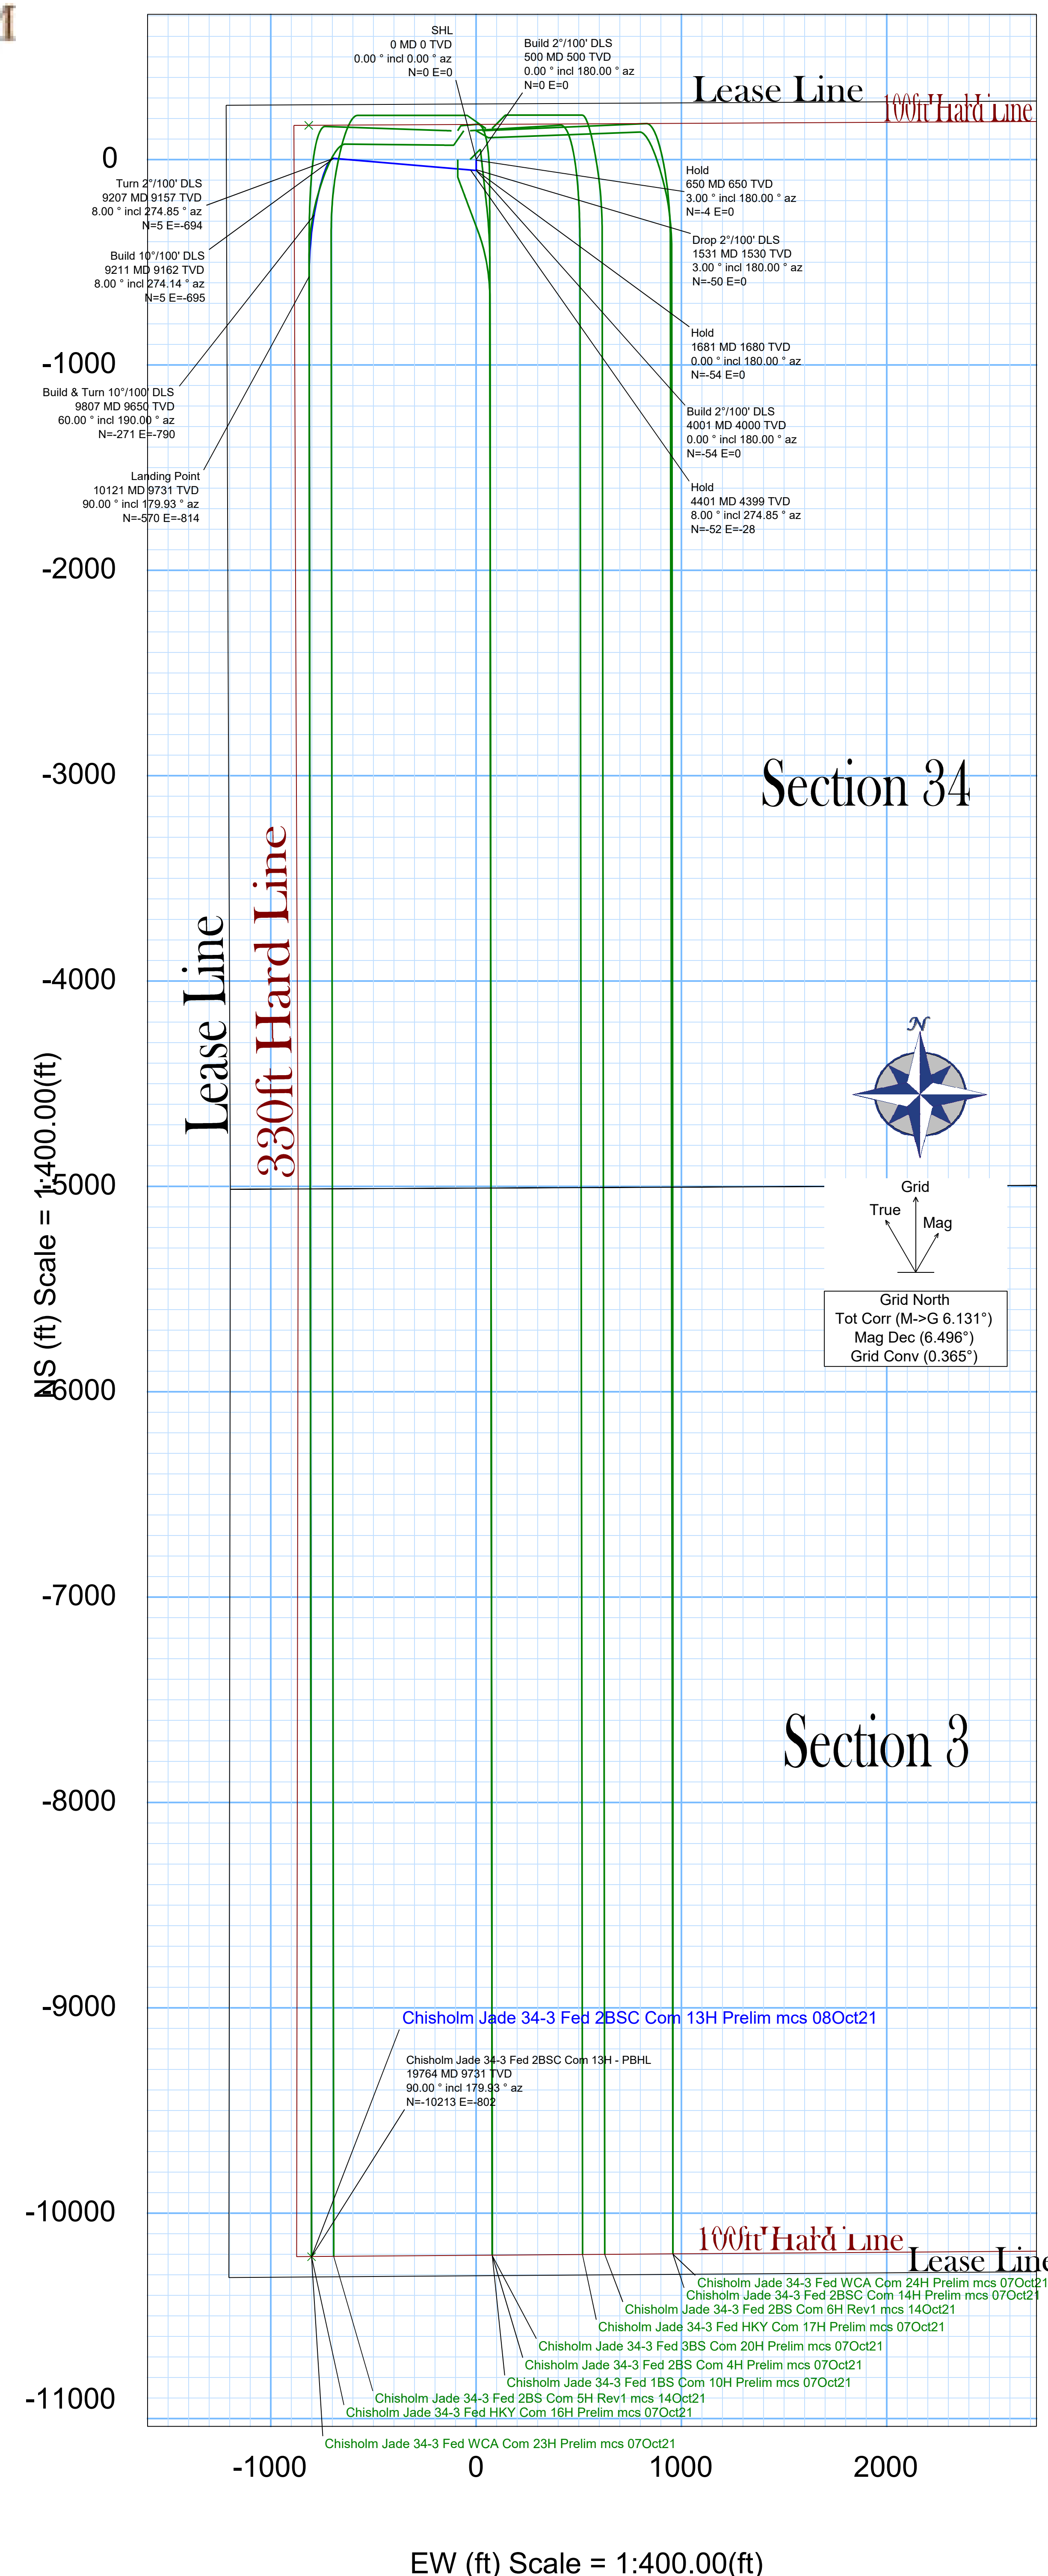 SHL
0 MD 0 TVD
0.00 ° incl 0.00 ° az
N=0 E=0
Build 2°/100' DLS
500 MD 500 TVD
0.00 ° incl 180.00 ° az
N=0 E=0
Lease Line
100ft Hard Line
0
Turn 2°/100' DLS
9207 MD 9157 TVD
8.00 ° incl 274.85 ° az
N=5 E=-694
Hold
650 MD 650 TVD
3.00 ° incl 180.00 ° az
N=-4 E=0
Build 10°/100' DLS
9211 MD 9162 TVD
8.00 ° incl 274.14 ° az
N=5 E=-695
Drop 2°/100' DLS
1531 MD 1530 TVD
3.00 ° incl 180.00 ° az
N=-50 E=0
Hold
1681 MD 1680 TVD
0.00 ° incl 180.00 ° az
N=-54 E=0
-1000
Build & Turn 10°/100' DLS
9807 MD 9650 TVD
60.00 ° incl 190.00 ° az
N=-271 E=-790
Build 2°/100' DLS
4001 MD 4000 TVD
0.00 ° incl 180.00 ° az
N=-54 E=0
Landing Point
10121 MD 9731 TVD
90.00 ° incl 179.93 ° az
N=-570 E=-814
Hold
4401 MD 4399 TVD
8.00 ° incl 274.85 ° az
N=-52 E=-28
-2000
-3000
Section 34
-4000
Lease Line
330ft Hard Line
N
NS (ft) Scale = 1:400.00(ft)
-5000
Grid
True
Mag
Grid North
Tot Corr (M->G 6.131°)
Mag Dec (6.496°)
Grid Conv (0.365°)
-6000
-7000
Section 3
-8000
-9000
Chisholm Jade 34-3 Fed 2BSC Com 13H Prelim mcs 08Oct21
Chisholm Jade 34-3 Fed 2BSC Com 13H - PBHL
19764 MD 9731 TVD
90.00 ° incl 179.93 ° az
N=-10213 E=-802
-10000
100ft Hard Line
Lease Line
Chisholm Jade 34-3 Fed WCA Com 24H Prelim mcs 07Oct21
Chisholm Jade 34-3 Fed 2BSC Com 14H Prelim mcs 07Oct21
Chisholm Jade 34-3 Fed 2BS Com 6H Rev1 mcs 14Oct21
Chisholm Jade 34-3 Fed HKY Com 17H Prelim mcs 07Oct21
Chisholm Jade 34-3 Fed 3BS Com 20H Prelim mcs 07Oct21
Chisholm Jade 34-3 Fed 2BS Com 4H Prelim mcs 07Oct21
Chisholm Jade 34-3 Fed 1BS Com 10H Prelim mcs 07Oct21
Chisholm Jade 34-3 Fed 2BS Com 5H Rev1 mcs 14Oct21
-11000
Chisholm Jade 34-3 Fed HKY Com 16H Prelim mcs 07Oct21
Chisholm Jade 34-3 Fed WCA Com 23H Prelim mcs 07Oct21
-1000
0
1000
2000
EW (ft) Scale = 1:400.00(ft)